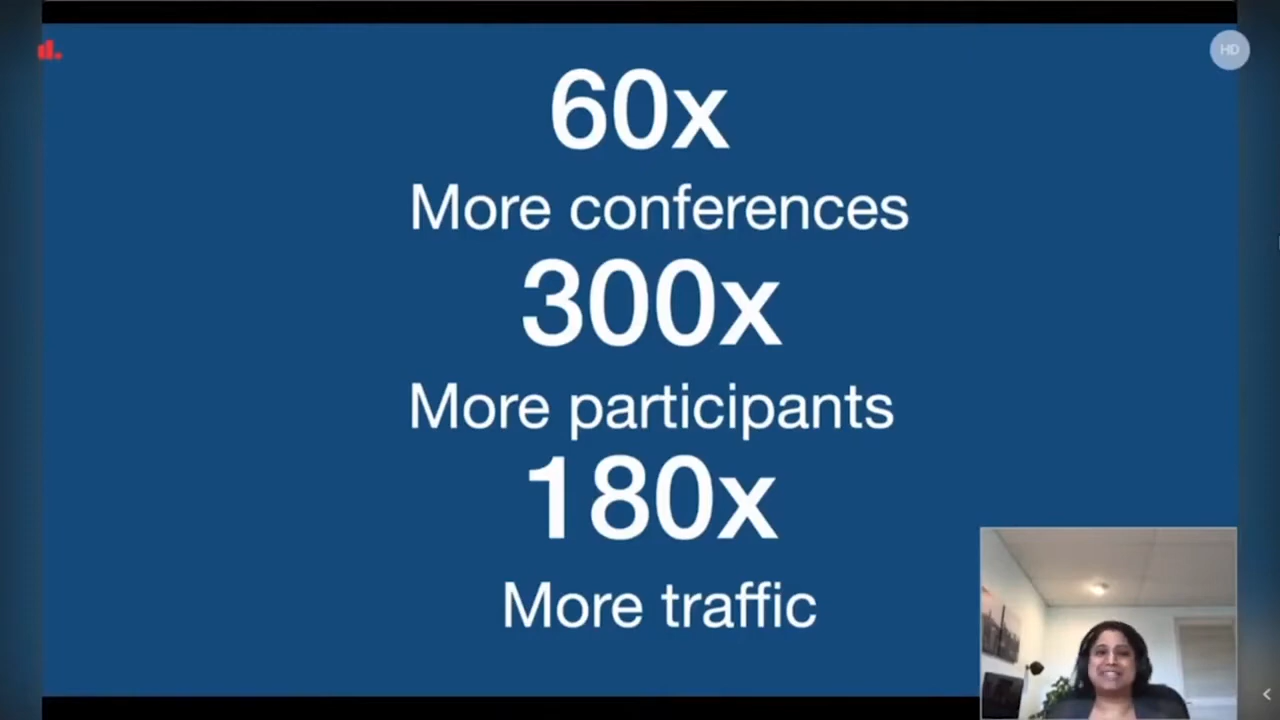 HD
60x
More conferences
300x
More participants
180x
More traffic